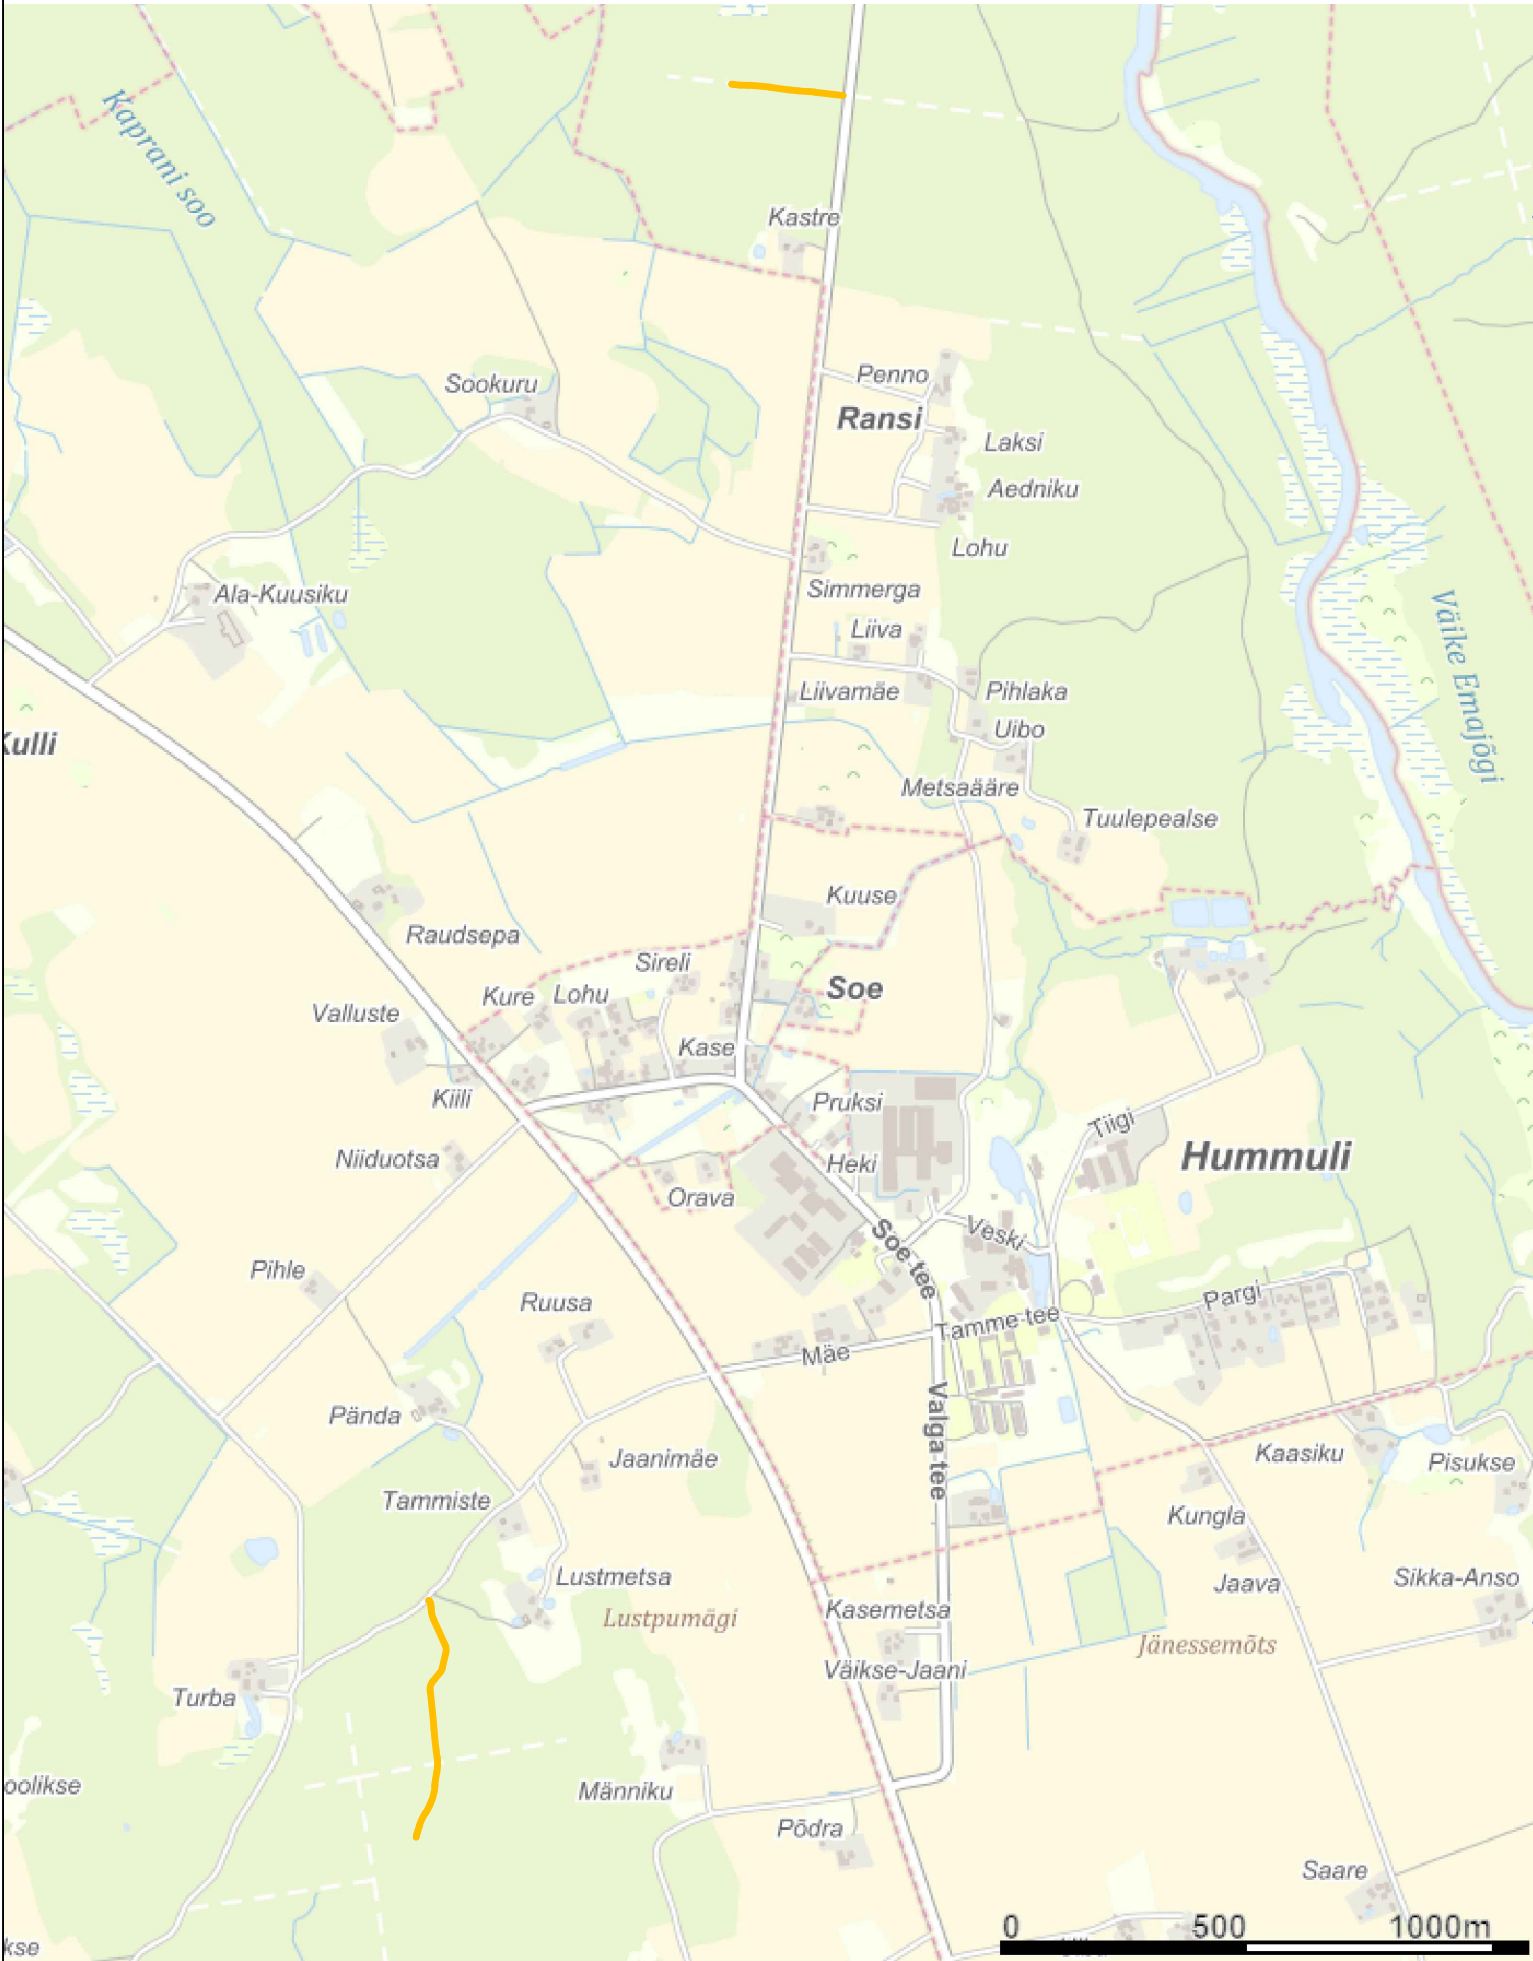 Kaprani soo
Kastre
Penno
Sookuru
Ransi
Laksi
Aedniku
Lohu
Simmerga
Ala-Kuusiku
Liiva
Väike Emajõgi
Liivamäe
Pihlaka
Uibo
Kulli
Metsaääre
Tuulepealse
Kuuse
Raudsepa
Sireli
Soe
Kure
Lohu
Valluste
Kase
Kiili
Pruksi
Tiigi
Hummuli
Niiduotsa
Heki
Orava
Soe tee
Veski
Pihle
Ruusa
Pargi
Tamme tee
Mäe
Valga tee
Pända
Jaanimäe
Kaasiku
Pisukse
Tammiste
Kungla
Lustmetsa
Jaava
Sikka-Anso
Kasemetsa
Lustpumägi
Jänessemõts
Väikse-Jaani
Turba
oolikse
Männiku
Põdra
Saare
kse
0 500 1000m